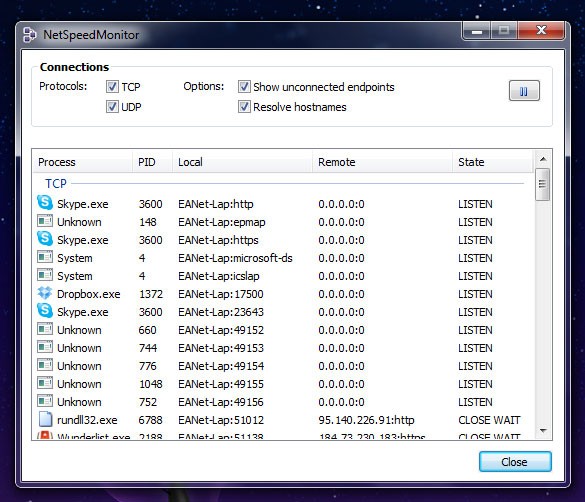 NetSpeedMonitor
Connections
Protocols: TCP Options: Show unconnected endpoints
UDP Resolve hostnames
Process PID Local Remote State
TCP
Skype.exe 3600 EANet-Lap:http 0.0.0.0:0 LISTEN
Unknown 148 EANet-Lap:epmap 0.0.0.0:0 LISTEN
Skype.exe 3600 EANet-Lap:https 0.0.0.0:0 LISTEN
System 4 EANet-Lap:microsoft-ds 0.0.0.0:0 LISTEN
System 4 EANet-Lap:icslap 0.0.0.0:0 LISTEN
Dropbox.exe 1372 EANet-Lap:17500 0.0.0.0:0 LISTEN
Skype.exe 3600 EANet-Lap:23643 0.0.0.0:0 LISTEN
Unknown 660 EANet-Lap:49152 0.0.0.0:0 LISTEN
Unknown 744 EANet-Lap:49153 0.0.0.0:0 LISTEN
Unknown 776 EANet-Lap:49154 0.0.0.0:0 LISTEN
Unknown 1048 EANet-Lap:49155 0.0.0.0:0 LISTEN
Unknown 752 EANet-Lap:49156 0.0.0.0:0 LISTEN
rundll32.exe 6788 EANet-Lap:51012 95.140.226.91:http CLOSE WAIT
Wunderlist.exe 2188 EANet-Lap:51138 184.73.230.183:https CLOSE WAIT
Close